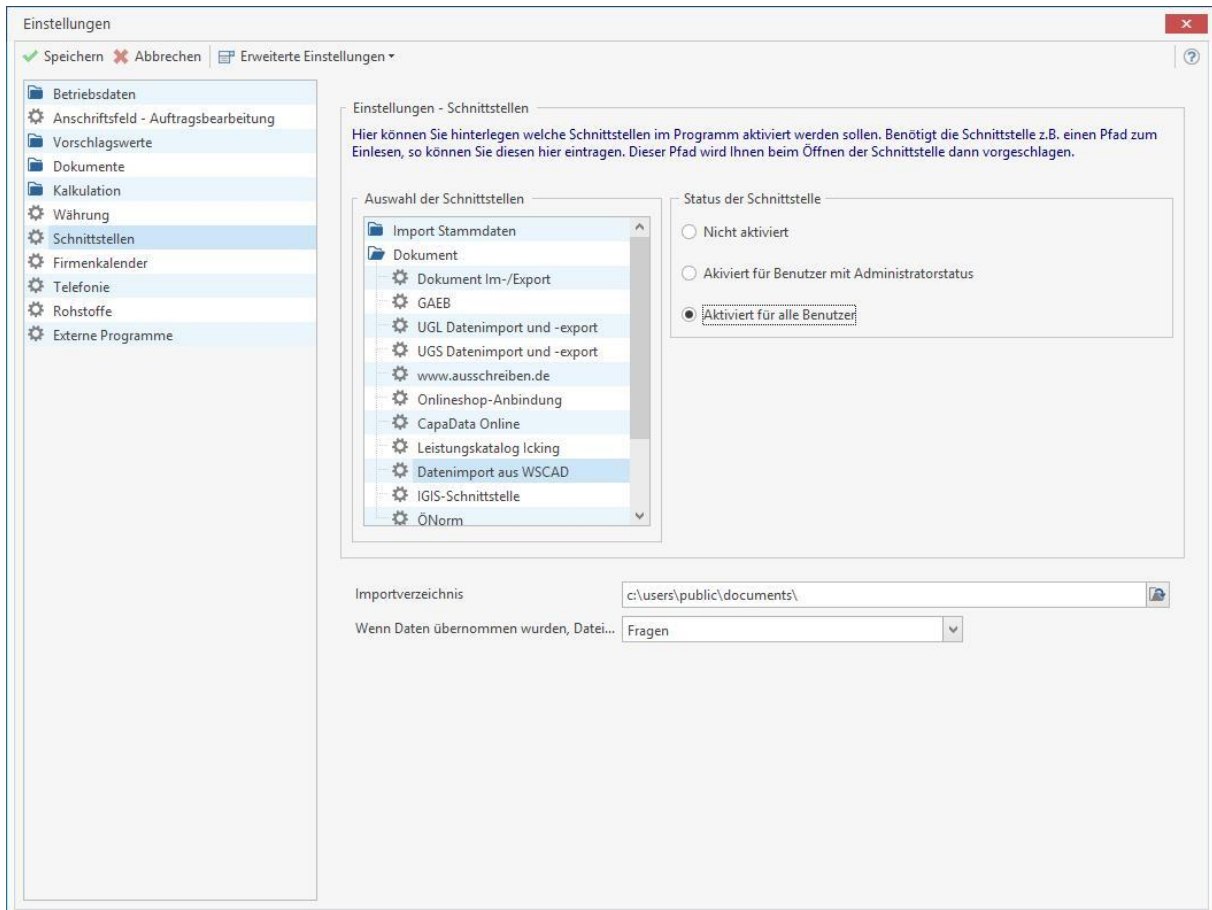 Einstellungen
Speichern Abbrechen Erweiterte Einstellungen
Betriebsdaten
Anschriftsfeld - Auftragsbearbeitung
Vorschlagswerte
Dokumente
Kalkulation
Währung
Schnittstellen
Firmenkalender
Telefonie
Rohstoffe
Externe Programme
Einstellungen - Schnittstellen
Hier können Sie hinterlegen welche Schnittstellen im Programm aktiviert werden sollen. Benötigt die Schnittstelle z.B. einen Pfad zum
Einlesen, so können Sie diesen hier eintragen. Dieser Pfad wird Ihnen beim Öffnen der Schnittstelle dann vorgeschlagen.
Auswahl der Schnittstellen
Import Stammdaten
Dokument
Dokument Im-/Export
GAEB
UGL Datenimport und -export
UGS Datenimport und -export
www.ausschreiben.de
Onlineshop-Anbindung
CapaData Online
Leistungskatalog Icking
Datenimport aus WSCAD
IGIS-Schnittstelle
ÖNorm
Status der Schnittstelle
Nicht aktiviert
Akiviert für Benutzer mit Administratorstatus
Aktiviert für alle Benutzer
Importverzeichnis
c:\users\public\documents\
Wenn Daten übernommen wurden, Datei...
Fragen